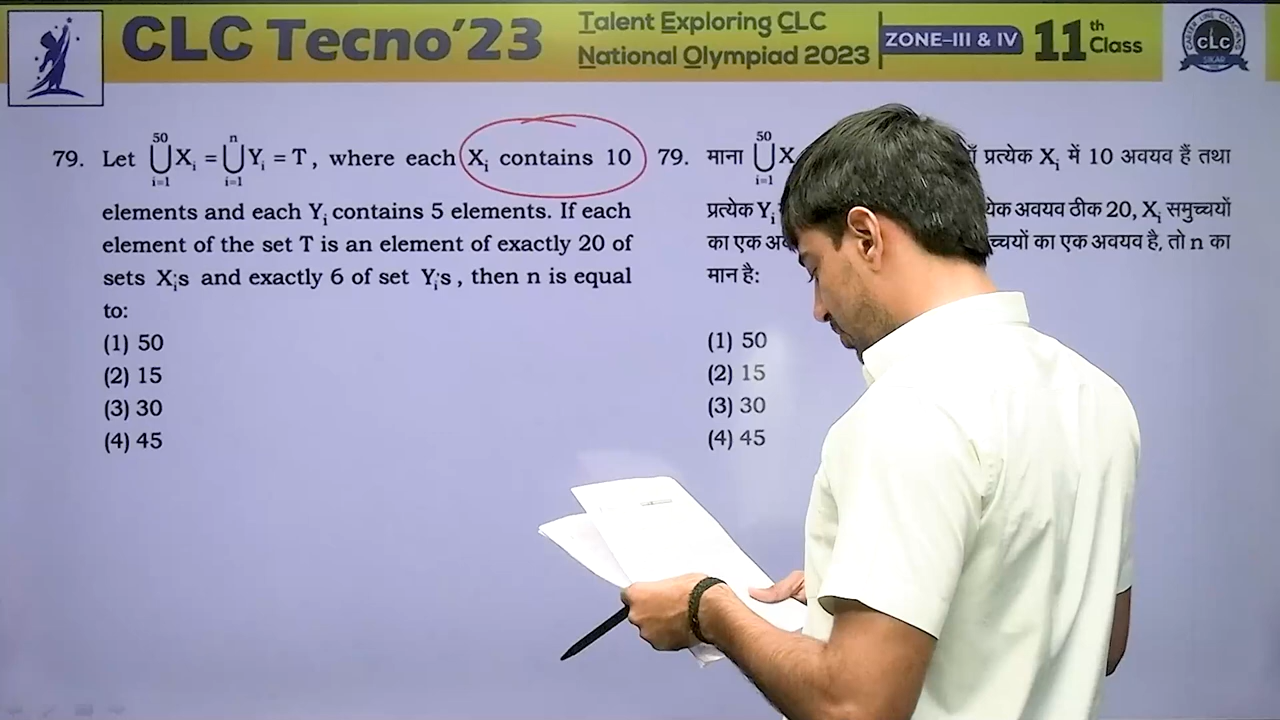 CLC Tecno'23
Talent Exploring CLC
National Olympiad 2023
ZONE–III & IV
11th Class
CLC
SIKAR
79. Let ⋃_{i=1}^{50} X_i = ⋃_{i=1}^{n} Y_i = T, where each X_i contains 10
elements and each Y_i contains 5 elements. If each
element of the set T is an element of exactly 20 of
sets X_i's and exactly 6 of set Y_i's, then n is equal
to:
(1) 50
(2) 15
(3) 30
(4) 45
79. माना ⋃_{i=1}^{50} X प्रत्येक X_i में 10 अवयव हैं तथा
प्रत्येक Y_i अवयव ठीक 20, X_i समुच्चयों
का एक का एक अवयव है, तो n का
मान है:
(1) 50
(2) 15
(3) 30
(4) 45